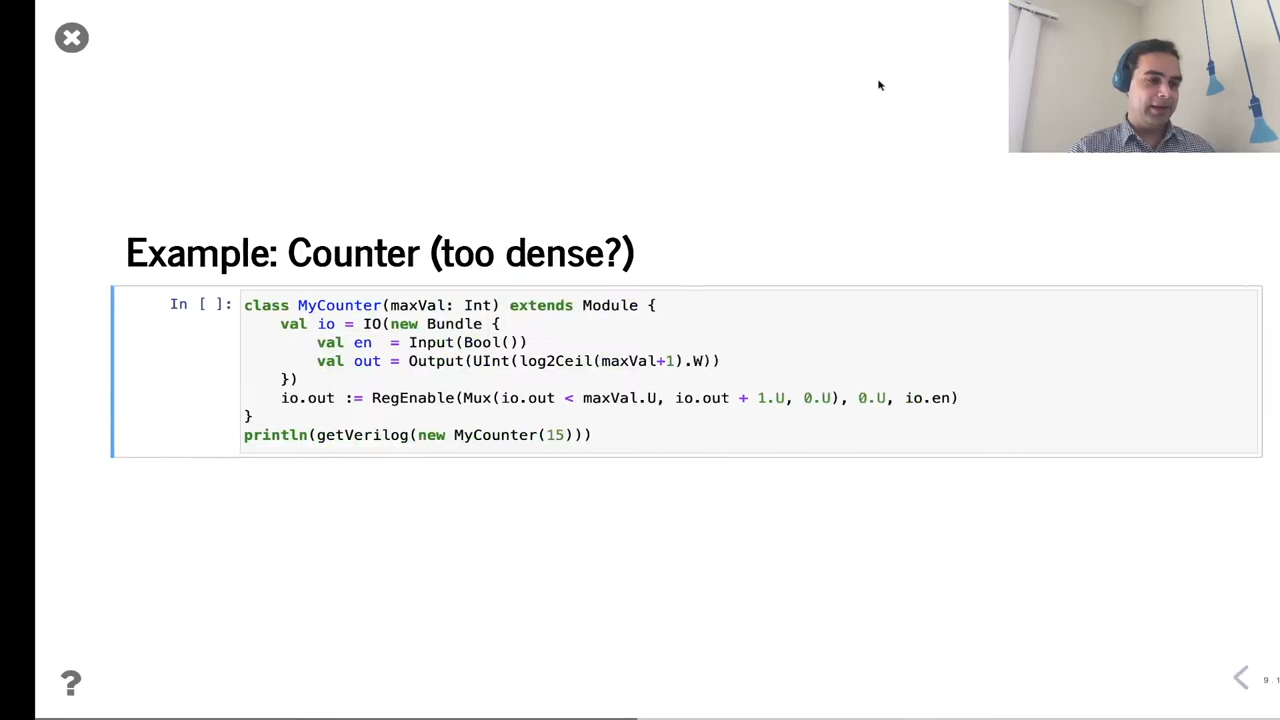 Example: Counter (too dense?)
In [ ]:
class MyCounter(maxVal: Int) extends Module {
    val io = IO(new Bundle {
        val en  = Input(Bool())
        val out = Output(UInt(log2Ceil(maxVal+1).W))
    })
    io.out := RegEnable(Mux(io.out < maxVal.U, io.out + 1.U, 0.U), 0.U, io.en)
}
println(getVerilog(new MyCounter(15)))
?